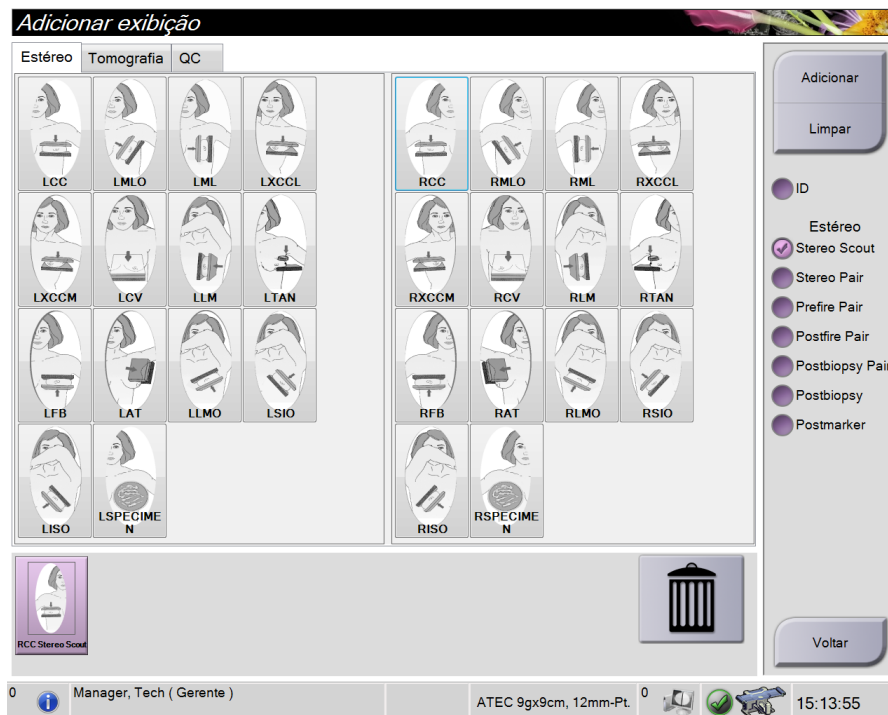 Adicionar exibição
Estéreo Tomografia QC
LCC LMLO LML LXCCL
LXCCM LCV LLM LTAN
LFB LAT LLMO LSIO
LISO LSPECIME
N
RCC RMLO RML RXCCL
RXCCM RCV RLM RTAN
RFB RAT RLMO RSIO
RISO RSPECIME
N
Adicionar
Limpar
ID
Estéreo
Stereo Scout
Stereo Pair
Prefire Pair
Postfire Pair
Postbiopsy Pair
Postbiopsy
Postmarker
RCC Stereo Scout
Voltar
0 Manager, Tech ( Gerente ) ATEC 9gx9cm, 12mm-Pt. 0 15:13:55